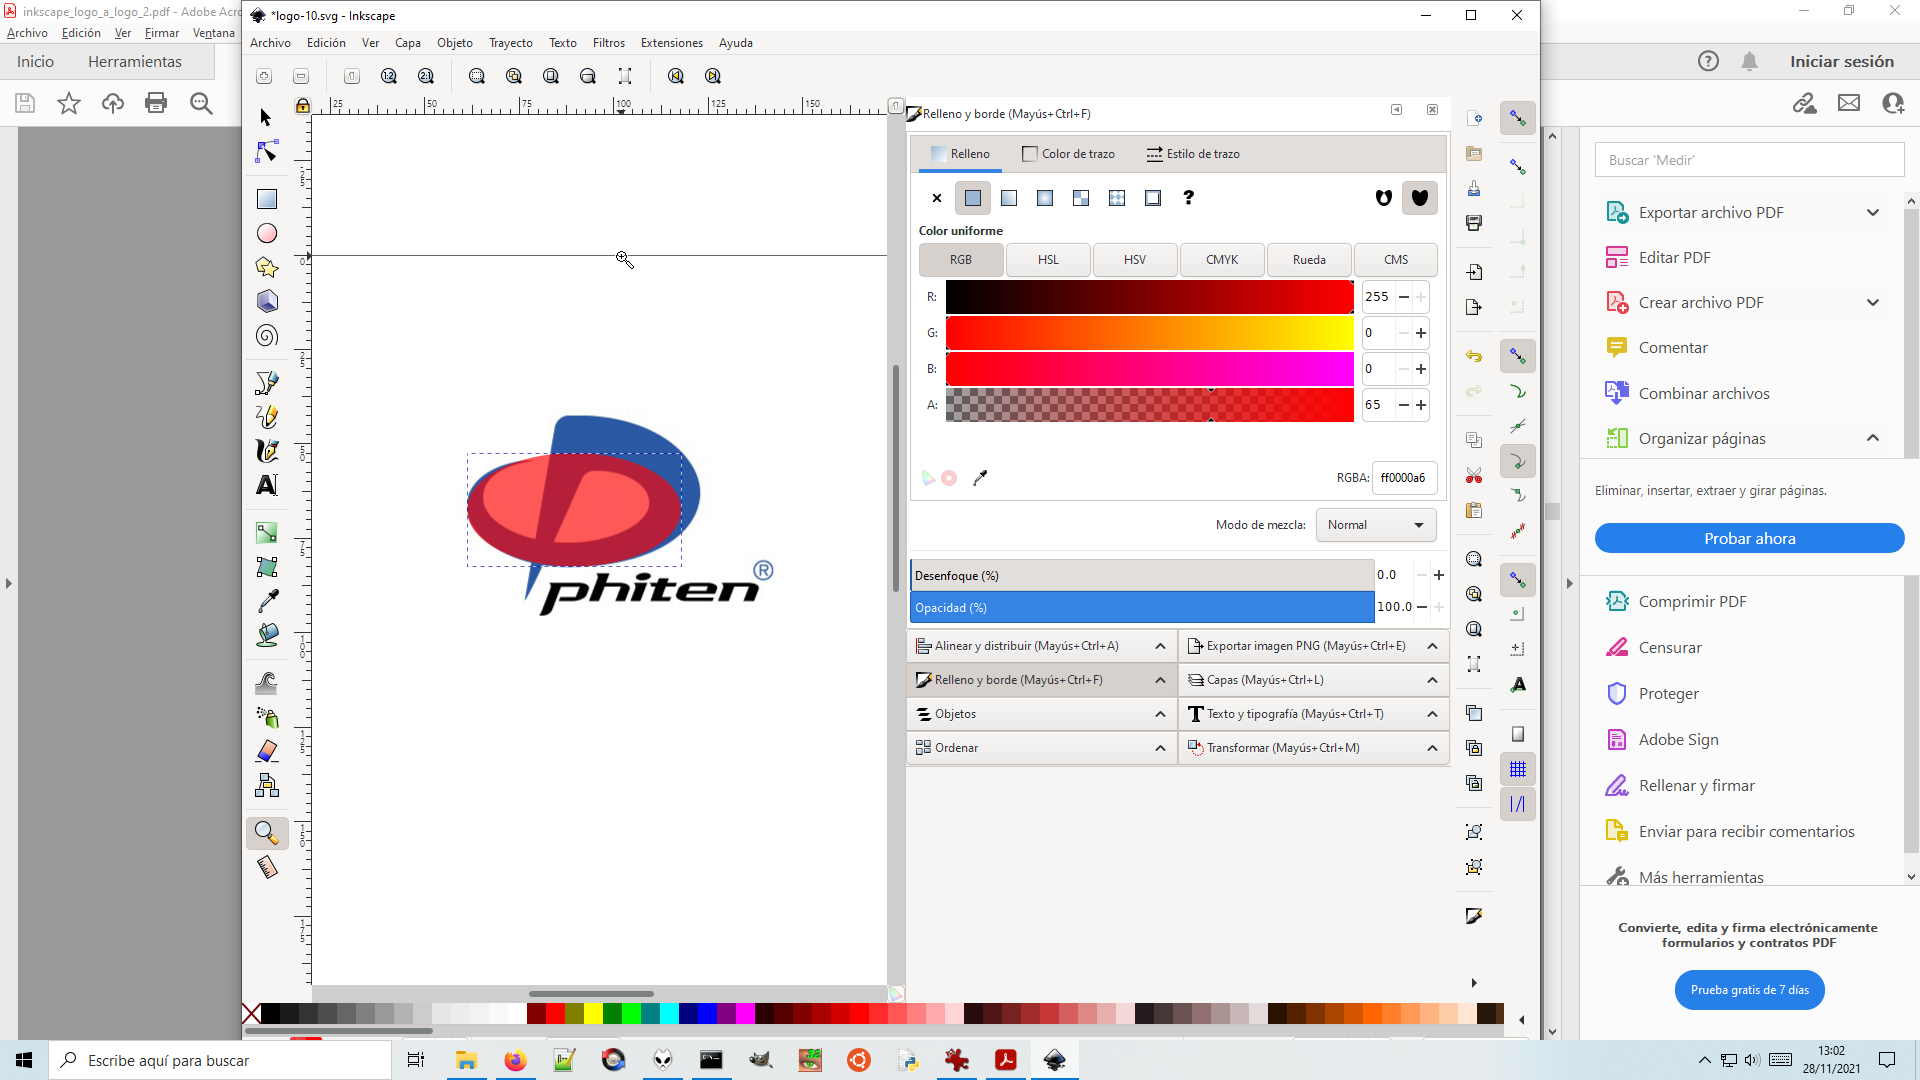 inkscape_logo_a_logo_2.pdf - Adobe Acro
Archivo Edición Ver Firmar Ventana
Inicio Herramientas
Iniciar sesión
*logo-10.svg - Inkscape
Archivo Edición Ver Capa Objeto Trayecto Texto Filtros Extensiones Ayuda
25 50 75 100 125 150
Relleno y borde (Mayús+Ctrl+F)
Relleno Color de trazo Estilo de trazo
Color uniforme
RGB HSL HSV CMYK Rueda CMS
R: 255
G: 0
B: 0
A: 65
RGBA: ff0000a6
Modo de mezcla: Normal
Desenfoque (%) 0.0
Opacidad (%) 100.0
Alinear y distribuir (Mayús+Ctrl+A) Exportar imagen PNG (Mayús+Ctrl+E)
Relleno y borde (Mayús+Ctrl+F) Capas (Mayús+Ctrl+L)
Objetos Texto y tipografía (Mayús+Ctrl+T)
Ordenar Transformar (Mayús+Ctrl+M)
phiten®
Buscar 'Medir'
Exportar archivo PDF
Editar PDF
Crear archivo PDF
Comentar
Combinar archivos
Organizar páginas
Eliminar, insertar, extraer y girar páginas.
Probar ahora
Comprimir PDF
Censurar
Proteger
Adobe Sign
Rellenar y firmar
Enviar para recibir comentarios
Más herramientas
Convierte, edita y firma electrónicamente
formularios y contratos PDF
Prueba gratis de 7 días
Escribe aquí para buscar
13:02
28/11/2021